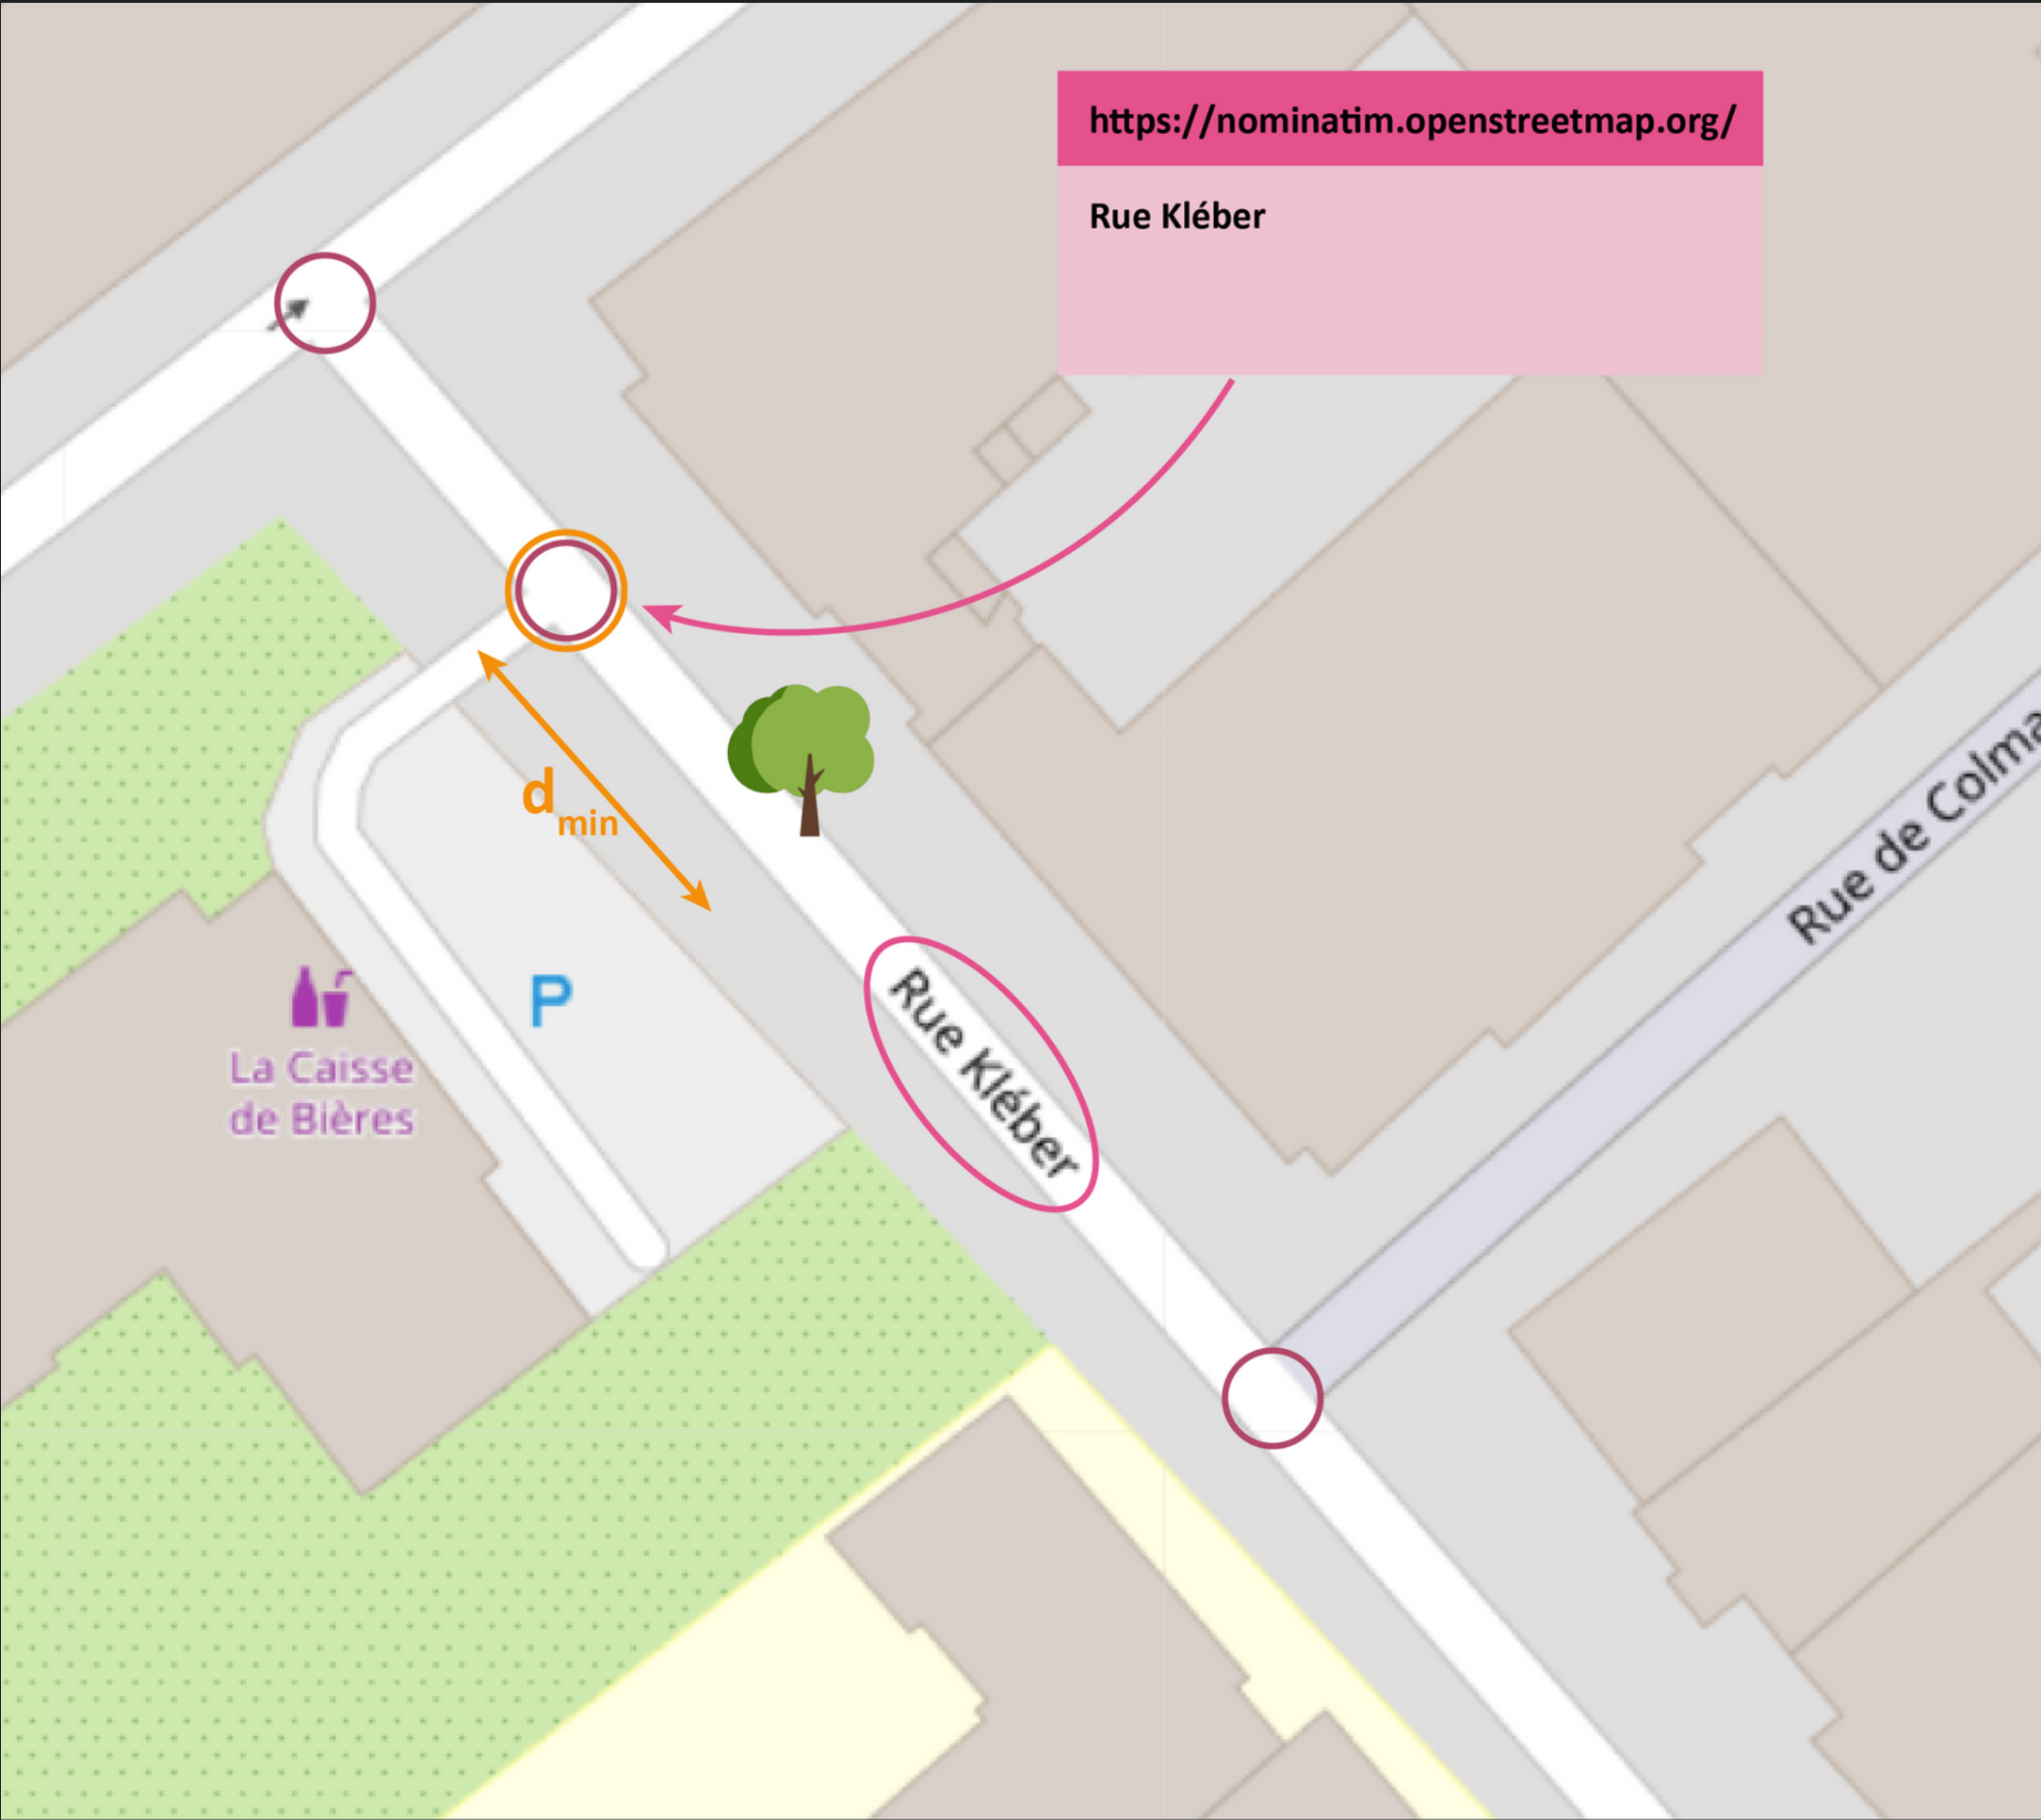 https://nominatim.openstreetmap.org/
Rue Kléber
d min
P
La Caisse
de Bières
Rue Kléber
Rue de Colma